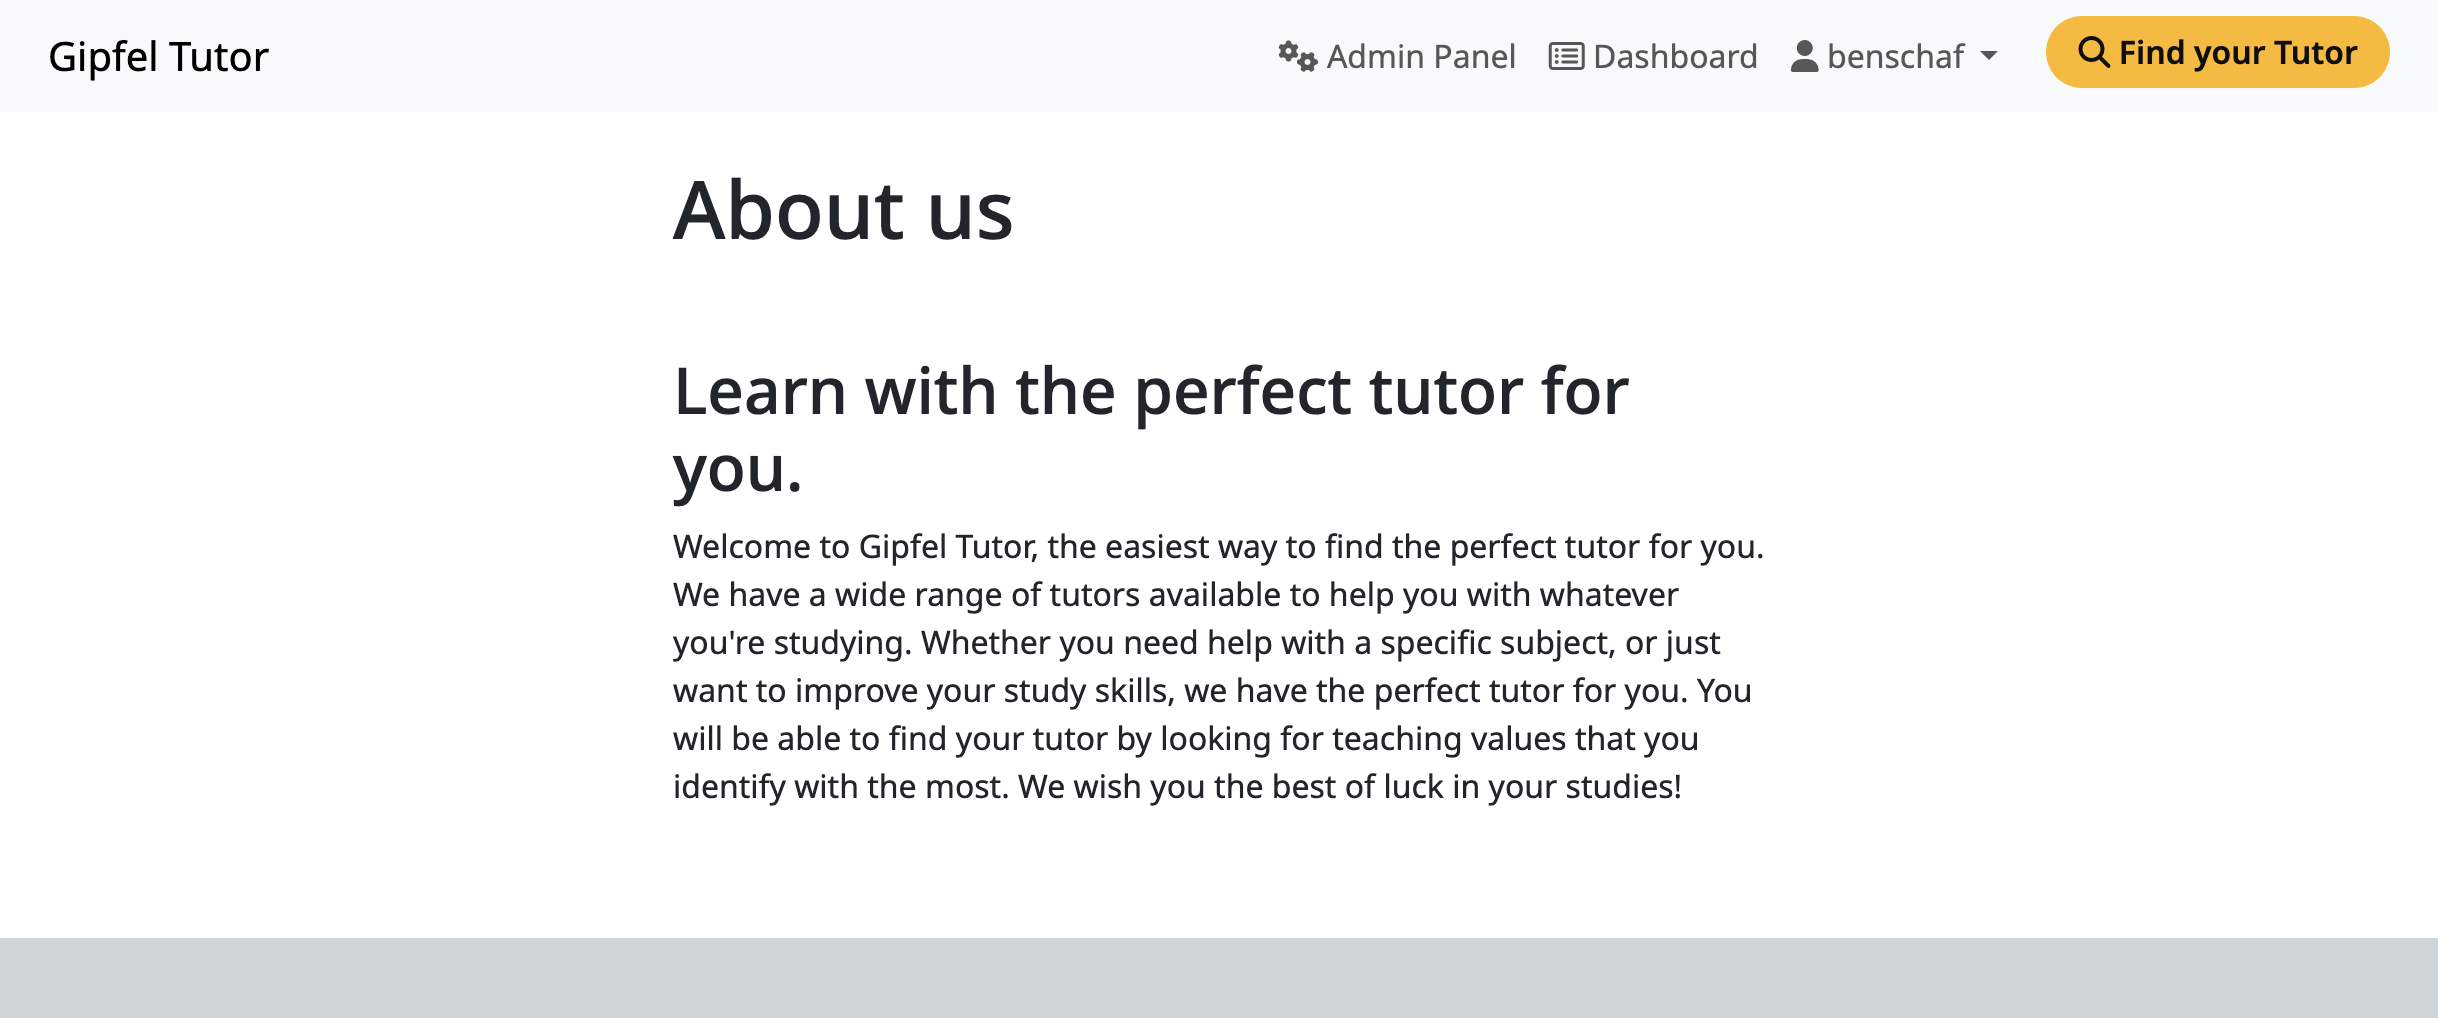 Gipfel Tutor
Admin Panel
Dashboard
benschaf
Find your Tutor
About us
Learn with the perfect tutor for
you.
Welcome to Gipfel Tutor, the easiest way to find the perfect tutor for you.
We have a wide range of tutors available to help you with whatever
you're studying. Whether you need help with a specific subject, or just
want to improve your study skills, we have the perfect tutor for you. You
will be able to find your tutor by looking for teaching values that you
identify with the most. We wish you the best of luck in your studies!